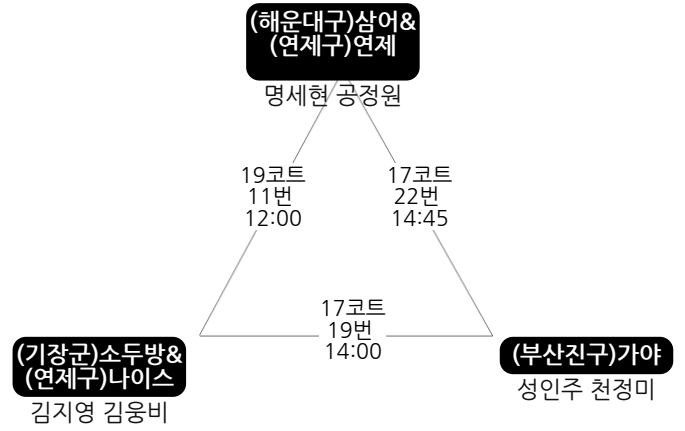 (해운대구)삼어&
(연제구)연제
명세현 공정원
19코트
11번
12:00
17코트
22번
14:45
17코트
19번
14:00
(기장군)소두방&
(연제구)나이스
김지영 김웅비
(부산진구)가야
성인주 천정미